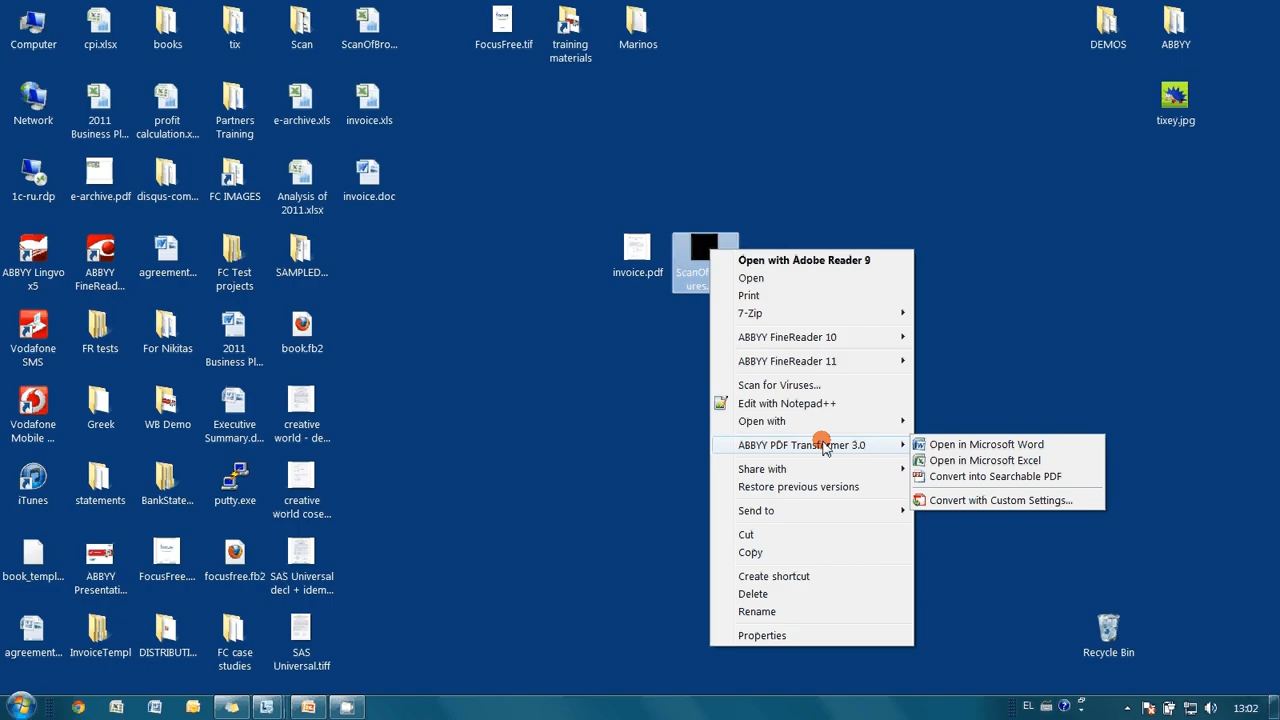 Computer
cpi.xlsx
books
tix
Scan
ScanOfBro...
FocusFree.tif
training
materials
Marinos
DEMOS
ABBYY
Network
2011
Business Pl...
profit
calculation.x...
Partners
Training
e-archive.xls
invoice.xls
tixey.jpg
1c-ru.rdp
e-archive.pdf
disqus-com...
FC IMAGES
Analysis of
2011.xlsx
invoice.doc
ABBYY Lingvo
x5
ABBYY
FineRead...
agreement...
FC Test
projects
SAMPLED...
invoice.pdf
ScanOf
ures.
Vodafone
SMS
FR tests
For Nikitas
2011
Business Pl...
book.fb2
Vodafone
Mobile ...
Greek
WB Demo
Executive
Summary.d...
creative
world - de...
iTunes
statements
BankState...
putty.exe
creative
world cose...
book_templ...
ABBYY
Presentati...
FocusFree....
focusfree.fb2
SAS Universal
decl + idem...
agreement...
InvoiceTempl
DISTRIBUTI...
FC case
studies
SAS
Universal.tiff
Open with Adobe Reader 9
Open
Print
7-Zip
ABBYY FineReader 10
ABBYY FineReader 11
Scan for Viruses...
Edit with Notepad++
Open with
ABBYY PDF Transformer 3.0
Share with
Restore previous versions
Send to
Cut
Copy
Create shortcut
Delete
Rename
Properties
Open in Microsoft Word
Open in Microsoft Excel
Convert into Searchable PDF
Convert with Custom Settings...
Recycle Bin
EL
13:02